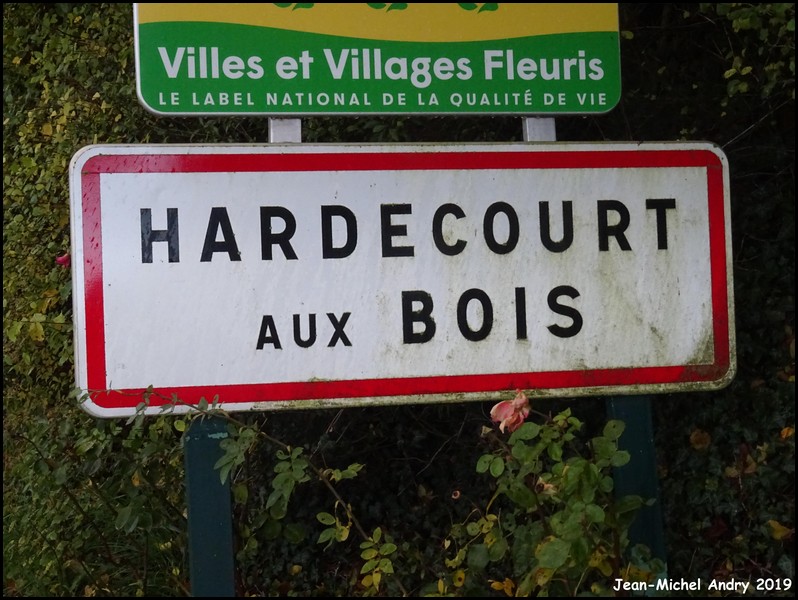 Villes et Villages Fleuris
LE LABEL NATIONAL DE LA QUALITÉ DE VIE
HARDECOURT
AUX BOIS
Jean-Michel Andry 2019